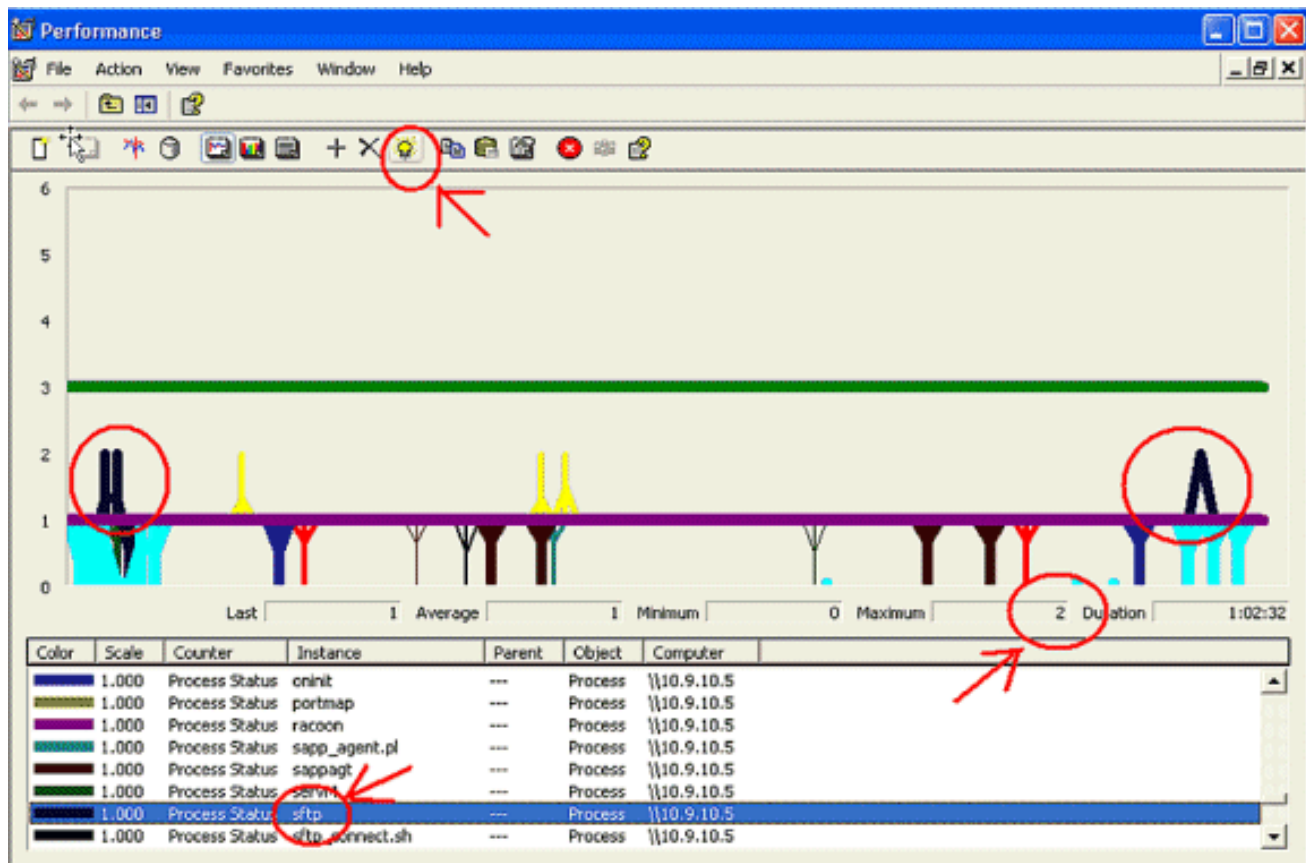 Performance
File Action View Favorites Window Help
6
5
4
3
2
1
0
Last 1 Average 1 Minimum 0 Maximum 2 Duration 1:02:32
Color Scale Counter Instance Parent Object Computer
1.000 Process Status oninit --- Process \\10.9.10.5
1.000 Process Status portmap --- Process \\10.9.10.5
1.000 Process Status racoon --- Process \\10.9.10.5
1.000 Process Status sapp_agent.pl --- Process \\10.9.10.5
1.000 Process Status sappagt --- Process \\10.9.10.5
1.000 Process Status servm --- Process \\10.9.10.5
1.000 Process Status sftp --- Process \\10.9.10.5
1.000 Process Status sftp_connect.sh --- Process \\10.9.10.5